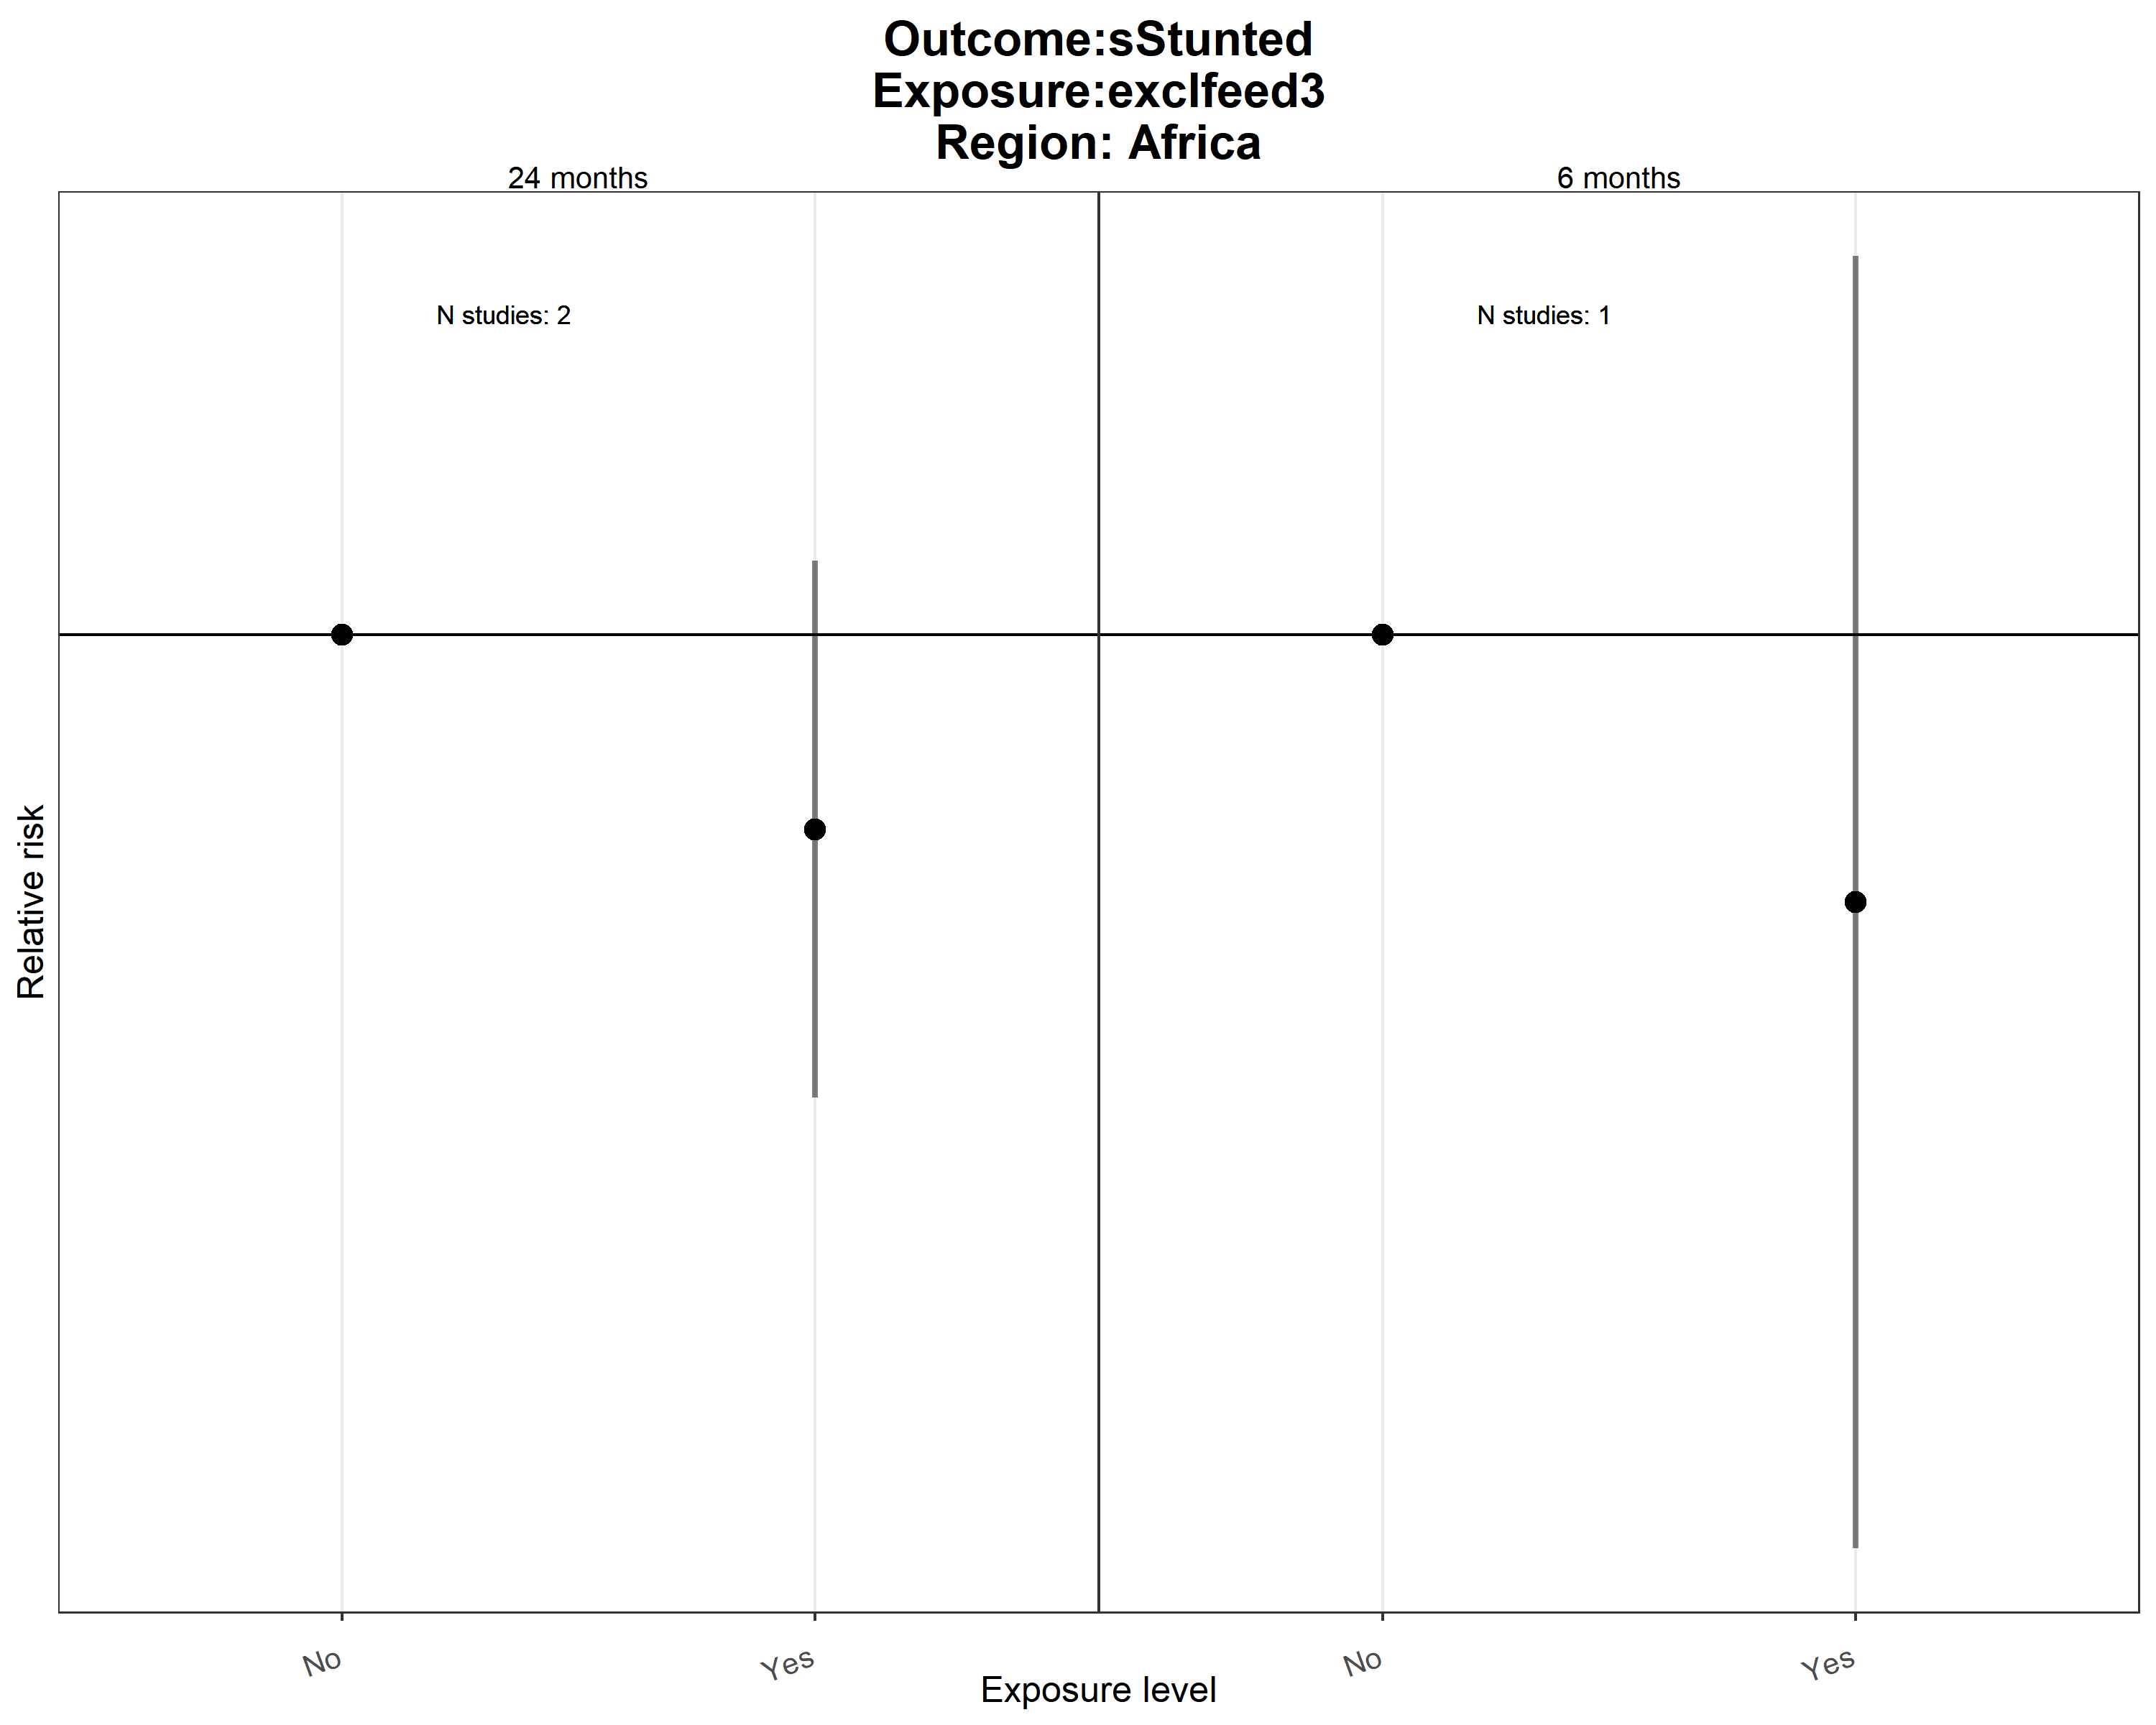 Outcome:sStunted
Exposure:exclfeed3
Region: Africa
24 months
6 months
N studies: 2
N studies: 1
Relative risk
No
Yes
No
Yes
Exposure level